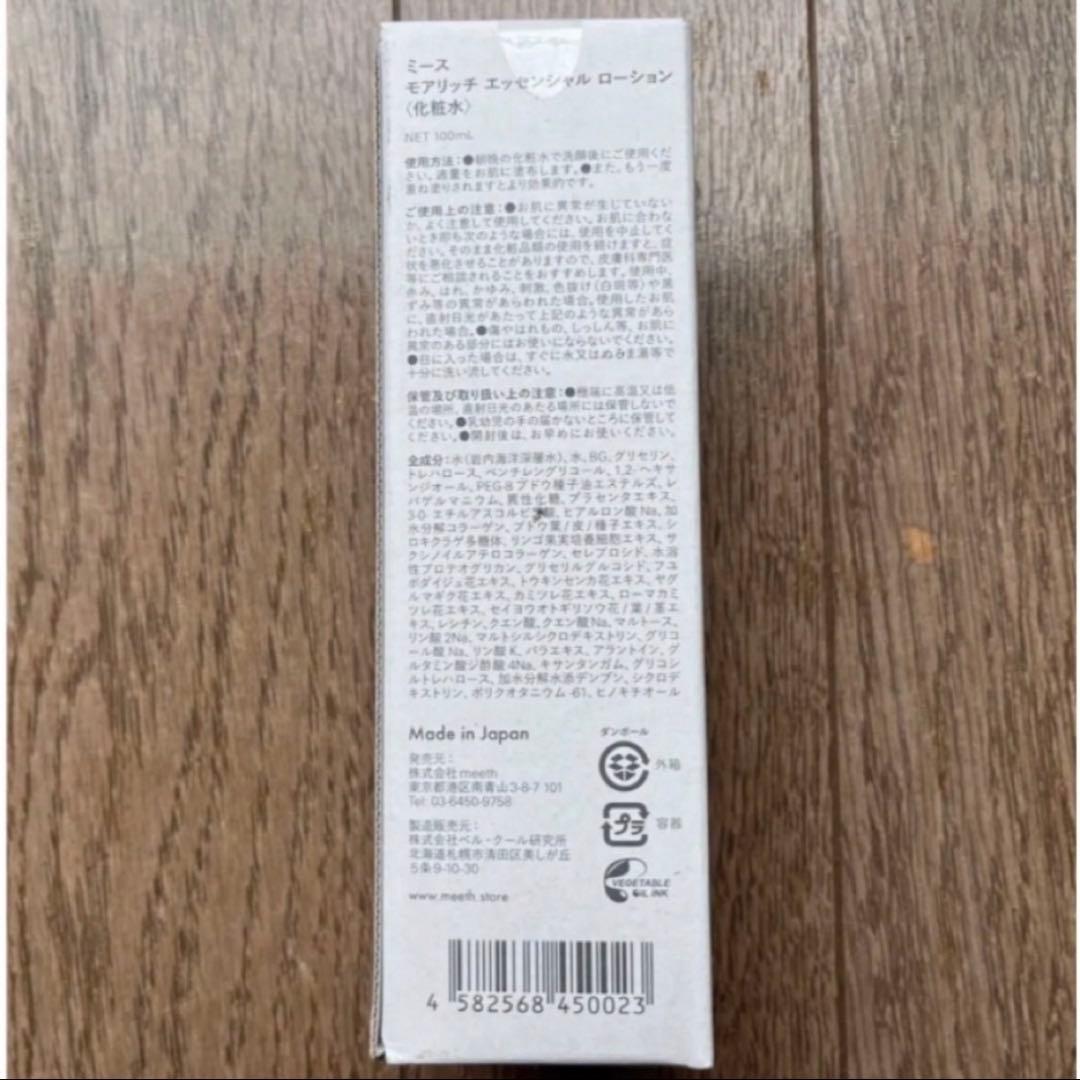 ミース
モアリッチ エッセンシャル ローション
〈化粧水〉
NET 100mL
使用方法：●朝晩の化粧水で洗顔後にご使用くだ
さい。適量をお肌に塗布します。●また、もう一度
重ね塗りされますとより効果的です。
ご使用上の注意：●お肌に異常が生じていない
か、よく注意して使用してください。お肌に合わな
いとき即ち次のような場合には、使用を中止してく
ださい。そのまま化粧品類の使用を続けますと、症
状を悪化させることがありますので、皮膚科専門医
等にご相談されることをおすすめします。使用中、
赤み、はれ、かゆみ、刺激、色抜け（白斑等）や黒
ずみ等の異常があらわれた場合。使用したお肌
に、直射日光があたって上記のような異常があら
われた場合。●傷やはれもの、しっしん等、お肌に
異常のある部分にはお使いにならないでください。
●目に入った場合は、すぐに水又はぬるま湯等で
十分に洗い流してください。
保管及び取り扱い上の注意：●極端に高温又は低
温の場所、直射日光のあたる場所には保管しないで
ください。●乳幼児の手の届かないところに保管して
ください。●開封後は、お早めにお使いください。
全成分：水（岩内海洋深層水）、水、BG、グリセリン、
トレハロース、ペンチレングリコール、1,2-ヘキサ
ンジオール、PEG-8ブドウ種子油エステルズ、レ
パゲルマニウム、異性化糖、プラセンタエキス、
3-O-エチルアスコルビン酸、ヒアルロン酸Na、加
水分解コラーゲン、ブドウ葉/皮/種子エキス、シ
ロキクラゲ多糖体、リンゴ果実培養細胞エキス、サ
クシノイルアテロコラーゲン、セレブロシド、水溶
性プロテオグリカン、グリセリルグルコシド、フユ
ボダイジュ花エキス、トウキンセンカ花エキス、ヤグ
ルマギク花エキス、カミツレ花エキス、ローマカミ
ツレ花エキス、セイヨウオトギリソウ花/葉/茎エキ
ス、レシチン、クエン酸、クエン酸Na、マルトース、
リン酸2Na、マルトシルシクロデキストリン、グリコ
ール酸Na、リン酸K、バラエキス、アラントイン、グ
ルタミン酸ジ酢酸4Na、キサンタンガム、グリコシ
ルトレハロース、加水分解水添デンプン、シクロデ
キストリン、ポリクオタニウム-61、ヒノキチオール
Made in Japan
発売元：
株式会社meeth
東京都港区南青山3-8-7 101
Tel: 03-6450-9758
製造販売元：
株式会社ベル・クール研究所
北海道札幌市清田区美しが丘
5条9-10-30
www.meeth.store
ダンボール
外箱
プラ
容器
VEGETABLE
OIL INK
4 582568 450023